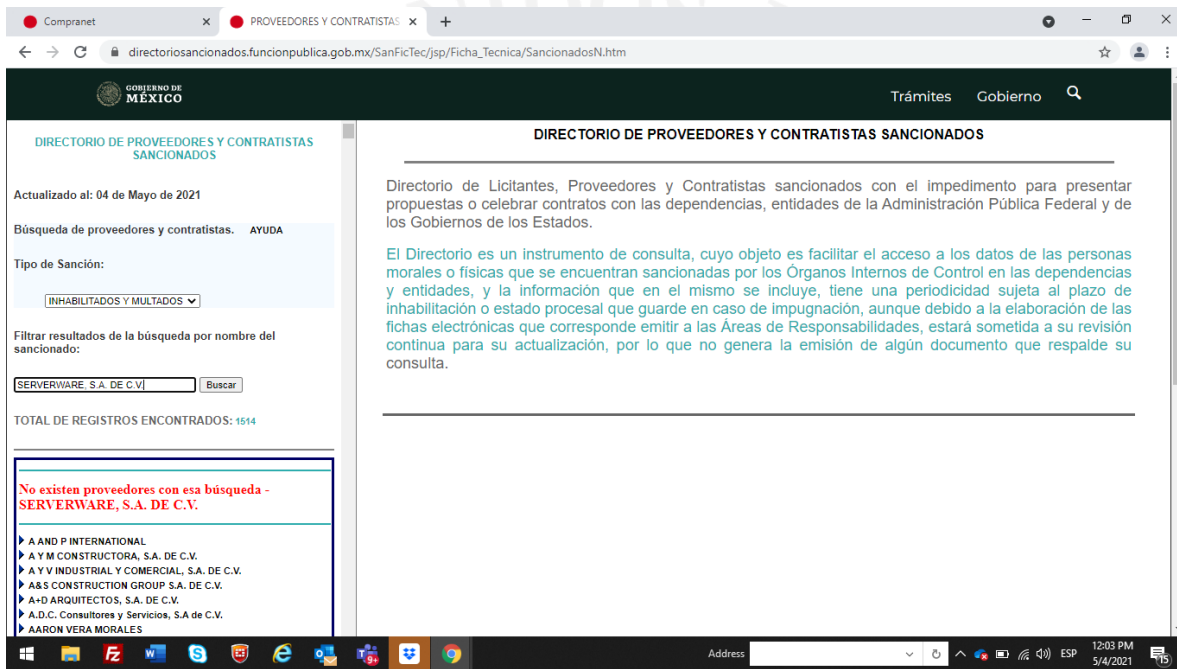 Compranet
PROVEEDORES Y CONTRATISTAS
directoriosancionados.funcionpublica.gob.mx/SanFicTec/jsp/Ficha_Tecnica/SancionadosN.htm
GOBIERNO DE
MÉXICO
Trámites Gobierno
DIRECTORIO DE PROVEEDORES Y CONTRATISTAS
SANCIONADOS
Actualizado al: 04 de Mayo de 2021
Búsqueda de proveedores y contratistas. AYUDA
Tipo de Sanción:
INHABILITADOS Y MULTADOS
Filtrar resultados de la búsqueda por nombre del
sancionado:
SERVERWARE, S.A. DE C.V. Buscar
TOTAL DE REGISTROS ENCONTRADOS: 1514
No existen proveedores con esa búsqueda -
SERVERWARE, S.A. DE C.V.
A AND P INTERNATIONAL
A Y M CONSTRUCTORA, S.A. DE C.V.
A Y V INDUSTRIAL Y COMERCIAL, S.A. DE C.V.
A&S CONSTRUCTION GROUP S.A. DE C.V.
A+D ARQUITECTOS, S.A. DE C.V.
A.D.C. Consultores y Servicios, S.A de C.V.
AARON VERA MORALES
DIRECTORIO DE PROVEEDORES Y CONTRATISTAS SANCIONADOS
Directorio de Licitantes, Proveedores y Contratistas sancionados con el impedimento para presentar
propuestas o celebrar contratos con las dependencias, entidades de la Administración Pública Federal y de
los Gobiernos de los Estados.
El Directorio es un instrumento de consulta, cuyo objeto es facilitar el acceso a los datos de las personas
morales o físicas que se encuentran sancionadas por los Órganos Internos de Control en las dependencias
y entidades, y la información que en el mismo se incluye, tiene una periodicidad sujeta al plazo de
inhabilitación o estado procesal que guarde en caso de impugnación, aunque debido a la elaboración de las
fichas electrónicas que corresponde emitir a las Áreas de Responsabilidades, estará sometida a su revisión
continua para su actualización, por lo que no genera la emisión de algún documento que respalde su
consulta.
Address
ESP
12:03 PM
5/4/2021
15
9+